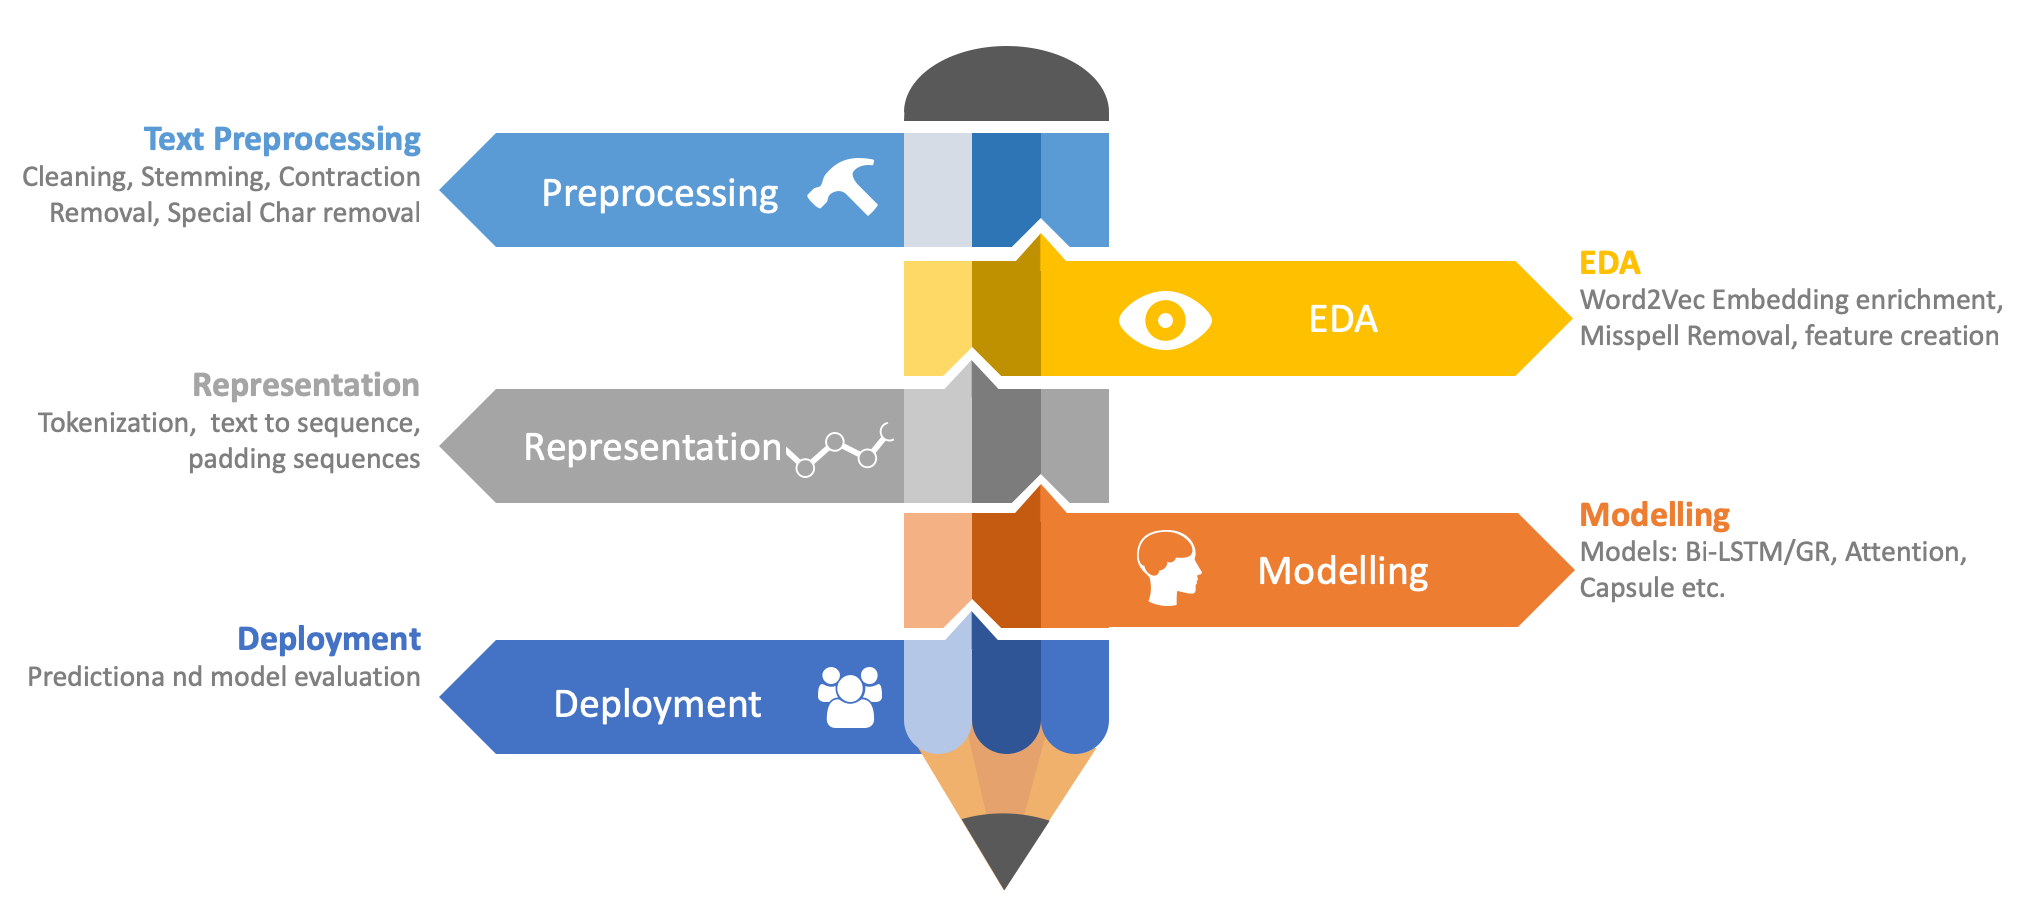 Text Preprocessing
Cleaning, Stemming, Contraction
Removal, Special Char removal
Preprocessing
EDA
EDA
Word2Vec Embedding enrichment,
Misspell Removal, feature creation
Representation
Tokenization,  text to sequence,
padding sequences
Representation
Modelling
Modelling
Models: Bi-LSTM/GR, Attention,
Capsule etc.
Deployment
Predictiona nd model evaluation
Deployment